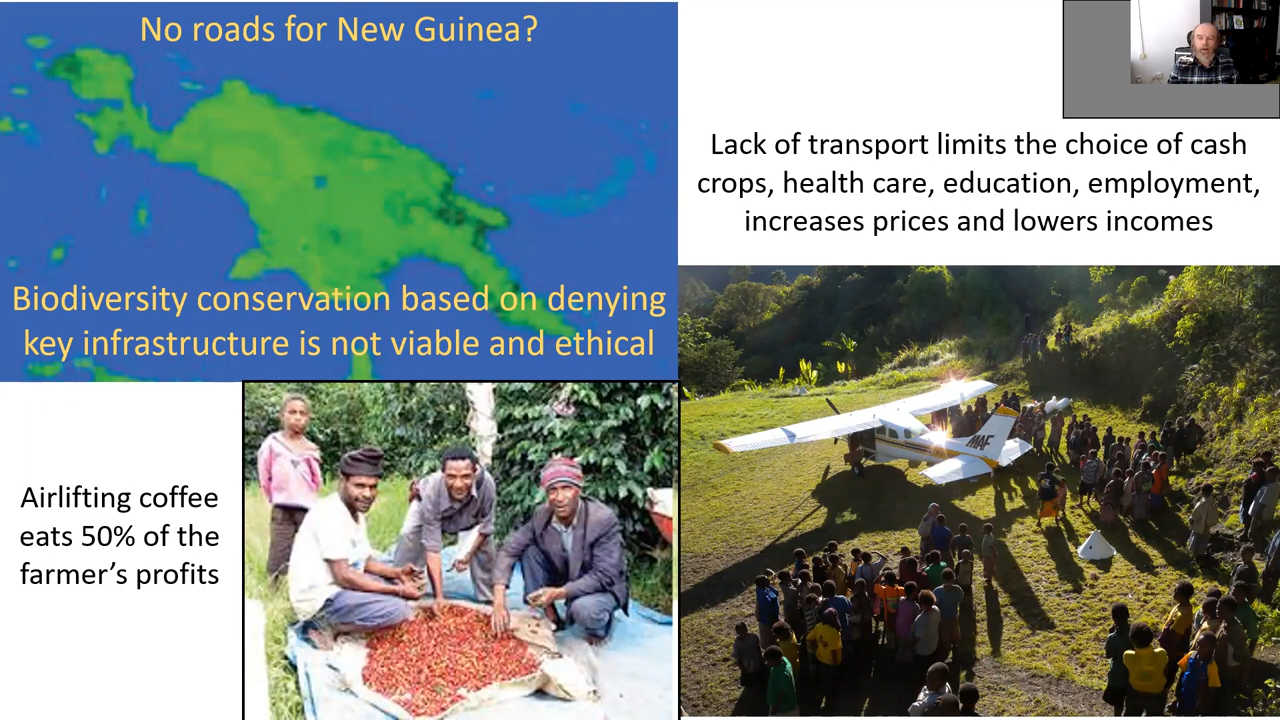 No roads for New Guinea?
Biodiversity conservation based on denying
key infrastructure is not viable and ethical
Lack of transport limits the choice of cash
crops, health care, education, employment,
increases prices and lowers incomes
Airlifting coffee
eats 50% of the
farmer's profits
MAF